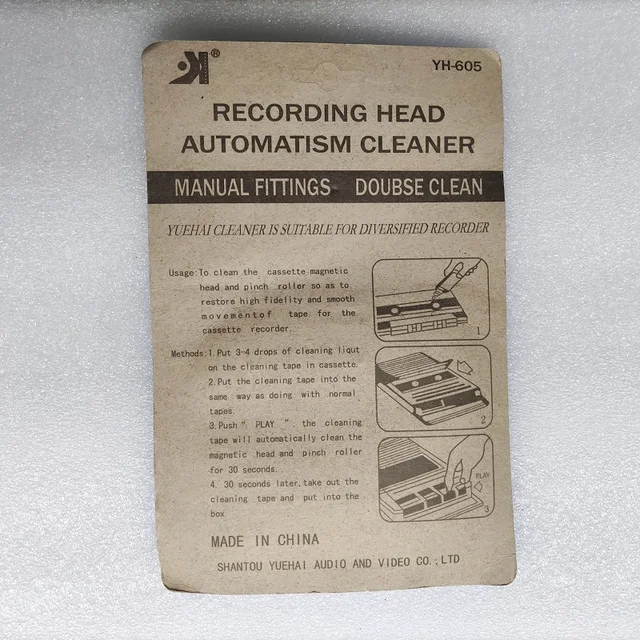 YH-605
RECORDING HEAD
AUTOMATISM CLEANER
MANUAL FITTINGS DOUBSE CLEAN
YUEHAI CLEANER IS SUITABLE FOR DIVERSIFIED RECORDER
Usage:To clean the cassette magnetic
head and pinch roller so as to
restore high fidelity and smooth
movementof tape for the
cassette recorder.
Methods:1.Put 3-4 drops of cleaning liqut
on the cleaning tape in cassette.
2.Put the cleaning tape into the
same way as doing with normal
tapes.
3.Push" PLAY " the cleaning
tape will automatically clean the
magnetic head and pinch roller
for 30 seconds.
4. 30 seconds later, take out the
cleaning tape and put into the
box
1
2
PLAY
3
MADE IN CHINA
SHANTOU YUEHAI AUDIO AND VIDEO CO.;LTD